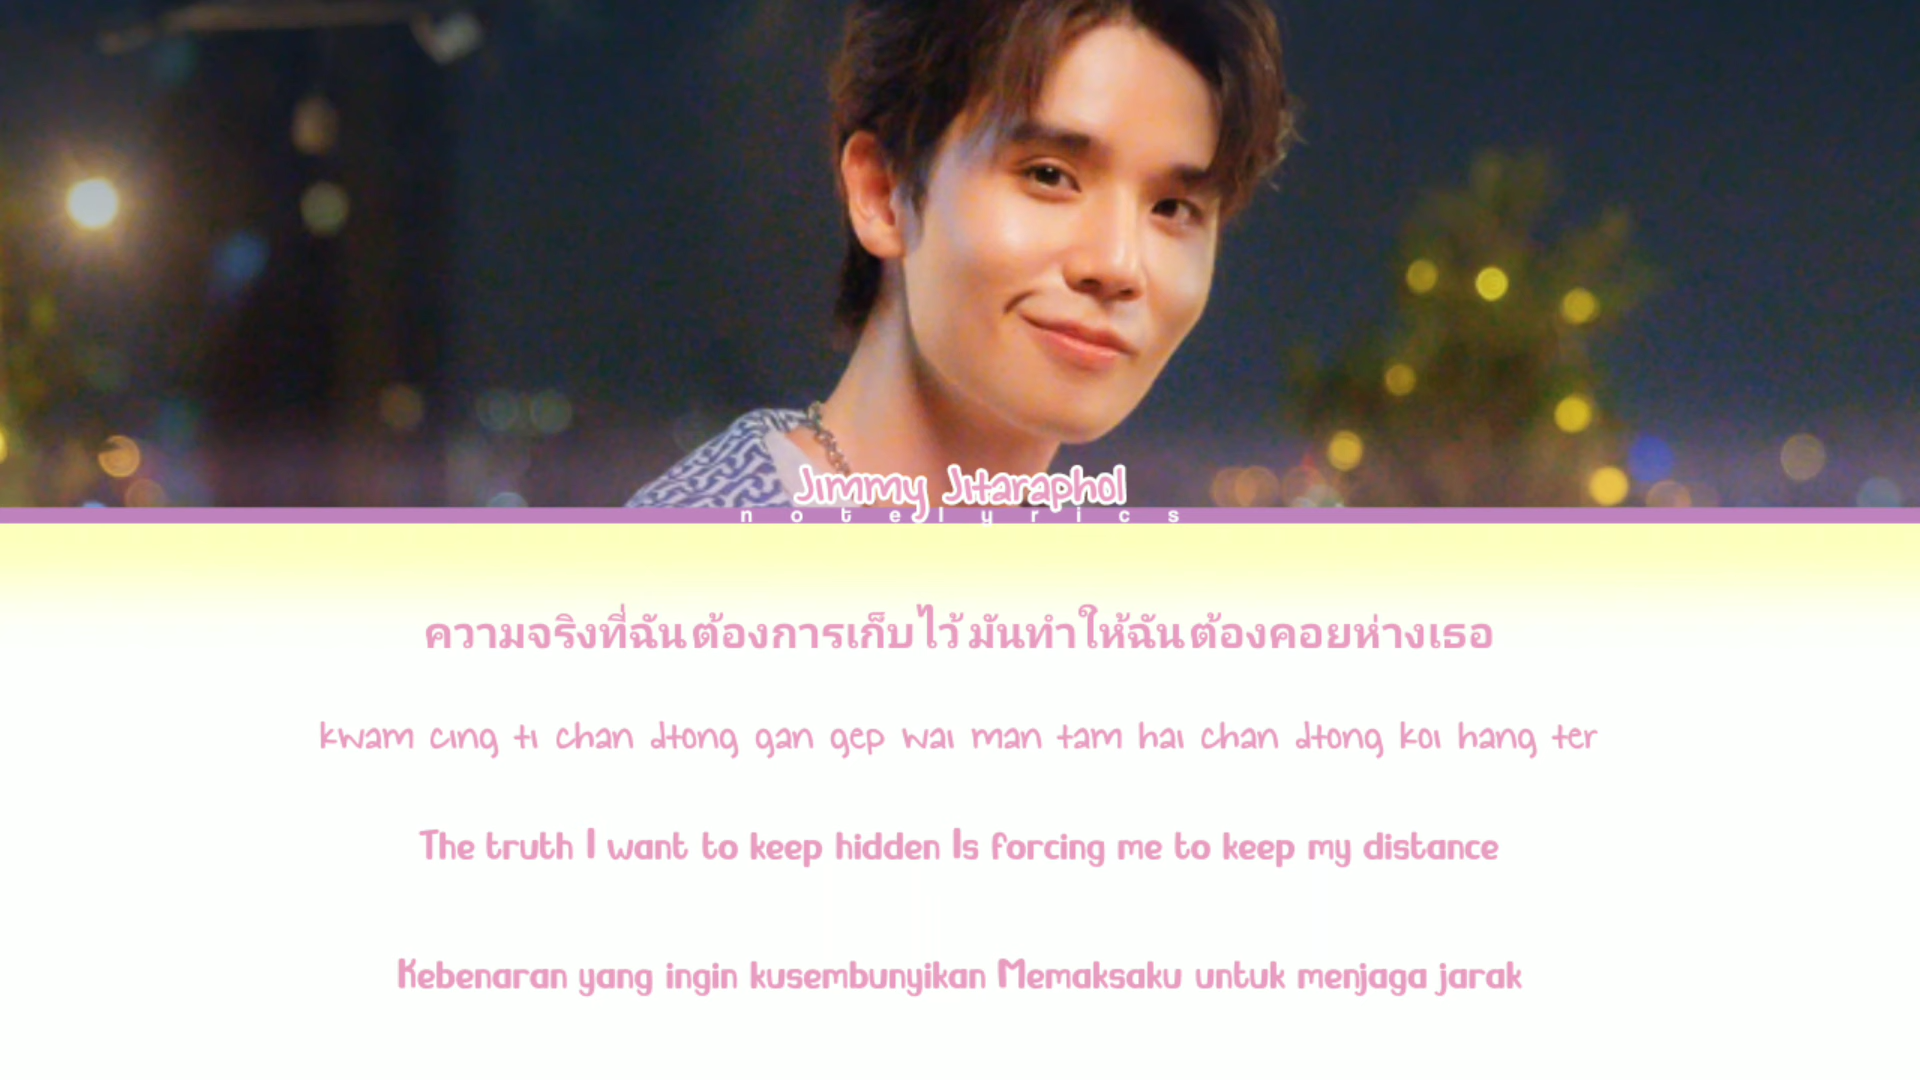 Jimmy Jitaraphol
notelyrics
ความจริงที่ฉันต้องการเก็บไว้ มันทำให้ฉันต้องคอยห่างเธอ
kwam cing ti chan dtong gan gep wai man tam hai chan dtong koi hang ter
The truth I want to keep hidden Is forcing me to keep my distance
Kebenaran yang ingin kusembunyikan Memaksaku untuk menjaga jarak